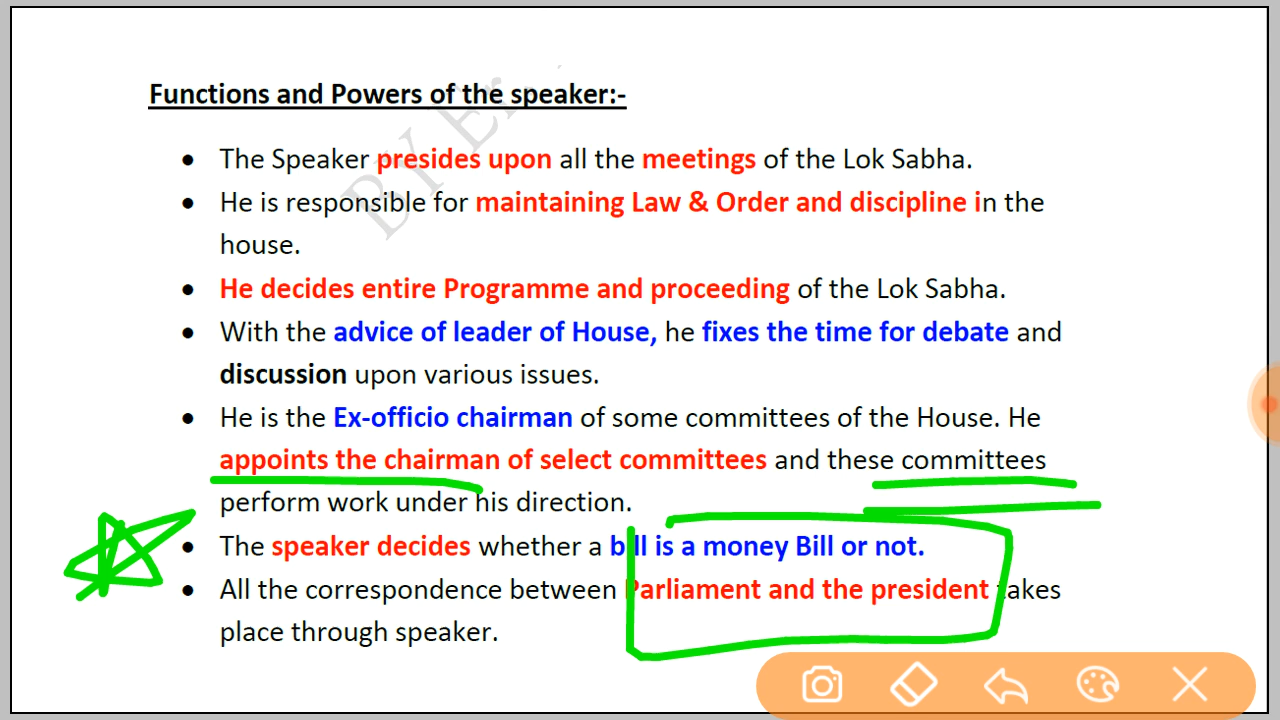 Functions and Powers of the speaker:-
• The Speaker presides upon all the meetings of the Lok Sabha.
• He is responsible for maintaining Law & Order and discipline in the
house.
• He decides entire Programme and proceeding of the Lok Sabha.
• With the advice of leader of House, he fixes the time for debate and
discussion upon various issues.
• He is the Ex-officio chairman of some committees of the House. He
appoints the chairman of select committees and these committees
perform work under his direction.
• The speaker decides whether a bill is a money Bill or not.
• All the correspondence between Parliament and the president takes
place through speaker.
BY Er